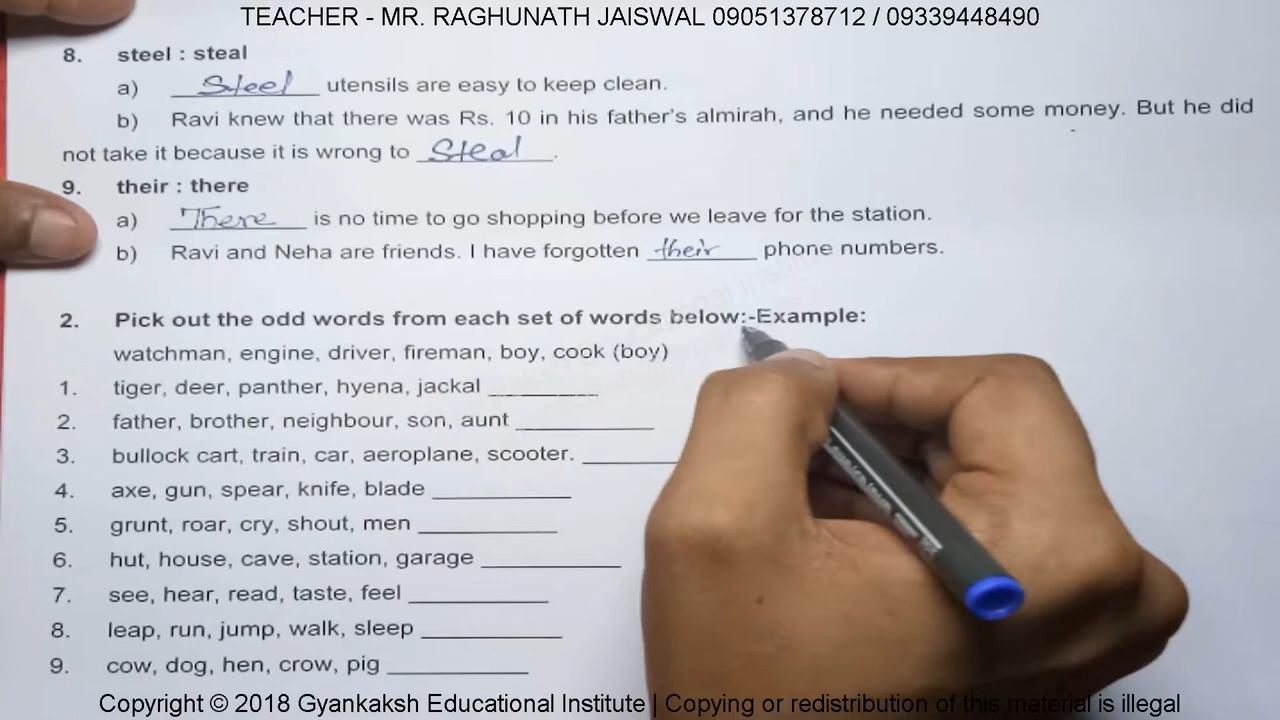 TEACHER - MR. RAGHUNATH JAISWAL 09051378712 / 09339448490
8. steel : steal
a) Steel utensils are easy to keep clean.
b) Ravi knew that there was Rs. 10 in his father's almirah, and he needed some money. But he did
not take it because it is wrong to Steal.
9. their : there
a) There is no time to go shopping before we leave for the station.
b) Ravi and Neha are friends. I have forgotten their phone numbers.
2. Pick out the odd words from each set of words below:-Example:
watchman, engine, driver, fireman, boy, cook (boy)
1. tiger, deer, panther, hyena, jackal
2. father, brother, neighbour, son, aunt
3. bullock cart, train, car, aeroplane, scooter.
4. axe, gun, spear, knife, blade
5. grunt, roar, cry, shout, men
6. hut, house, cave, station, garage
7. see, hear, read, taste, feel
8. leap, run, jump, walk, sleep
9. cow, dog, hen, crow, pig
Copyright © 2018 Gyankaksh Educational Institute | Copying or redistribution of this material is illegal